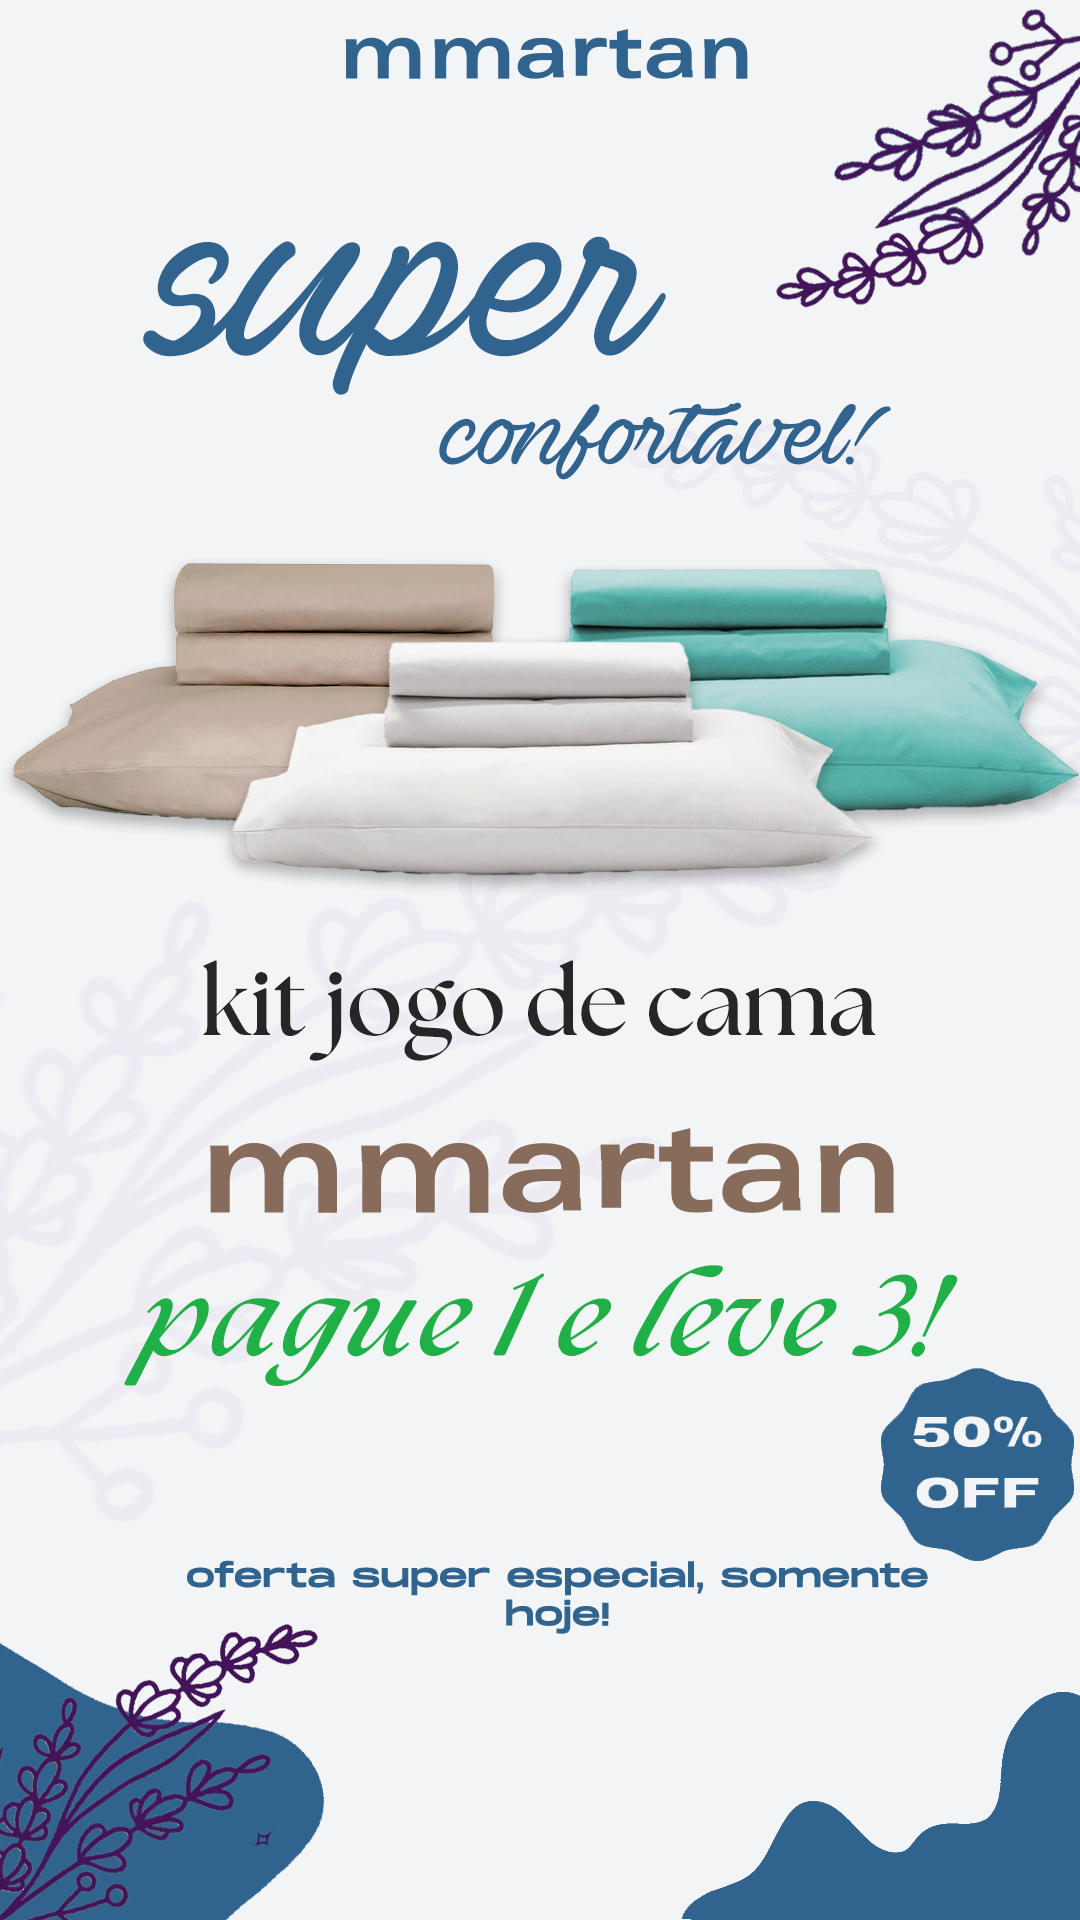 mmartan
super
confortável!
kit jogo de cama
mmartan
pague 1 e leve 3!
50%
OFF
oferta super especial, somente
hoje!